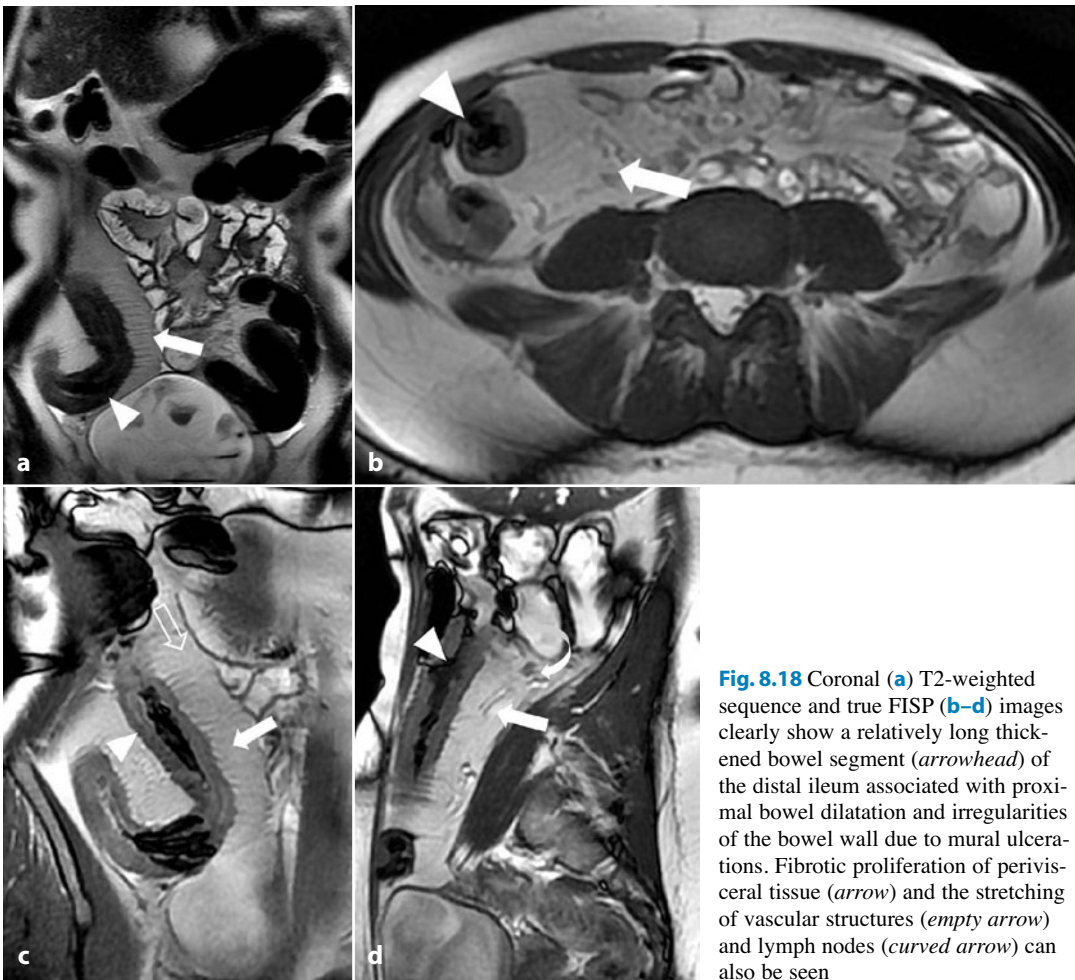 a
b
c
d
Fig. 8.18 Coronal (a) T2-weighted
sequence and true FISP (b–d) images
clearly show a relatively long thick-
ened bowel segment (arrowhead) of
the distal ileum associated with proxi-
mal bowel dilatation and irregularities
of the bowel wall due to mural ulcera-
tions. Fibrotic proliferation of perivis-
ceral tissue (arrow) and the stretching
of vascular structures (empty arrow)
and lymph nodes (curved arrow) can
also be seen